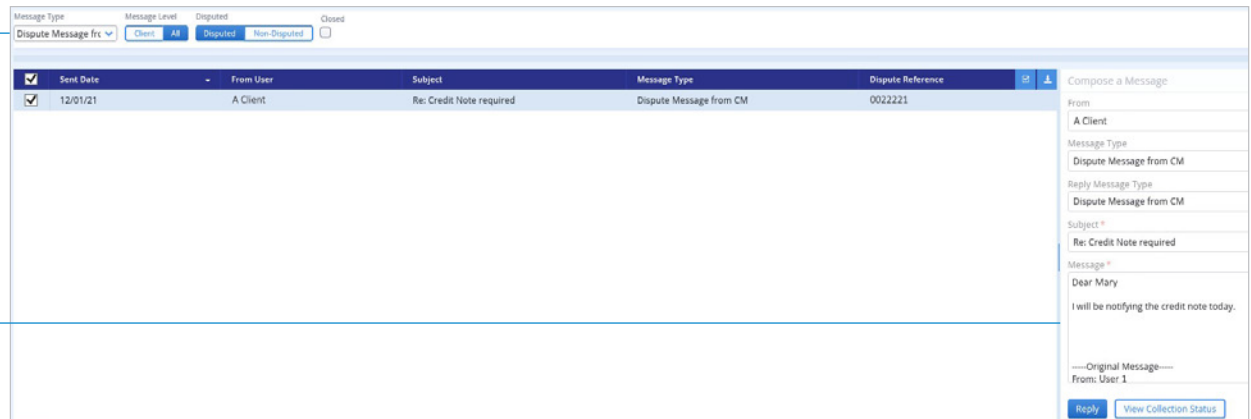 Message Type Message Level Disputed Closed
Dispute Message frc Client All Disputed Non-Disputed
Sent Date From User Subject Message Type Dispute Reference
12/01/21 A Client Re: Credit Note required Dispute Message from CM 0022221
Compose a Message
From
A Client
Message Type
Dispute Message from CM
Reply Message Type
Dispute Message from CM
Subject *
Re: Credit Note required
Message *
Dear Mary
I will be notifying the credit note today.
-----Original Message-----
From: User 1
Reply View Collection Status